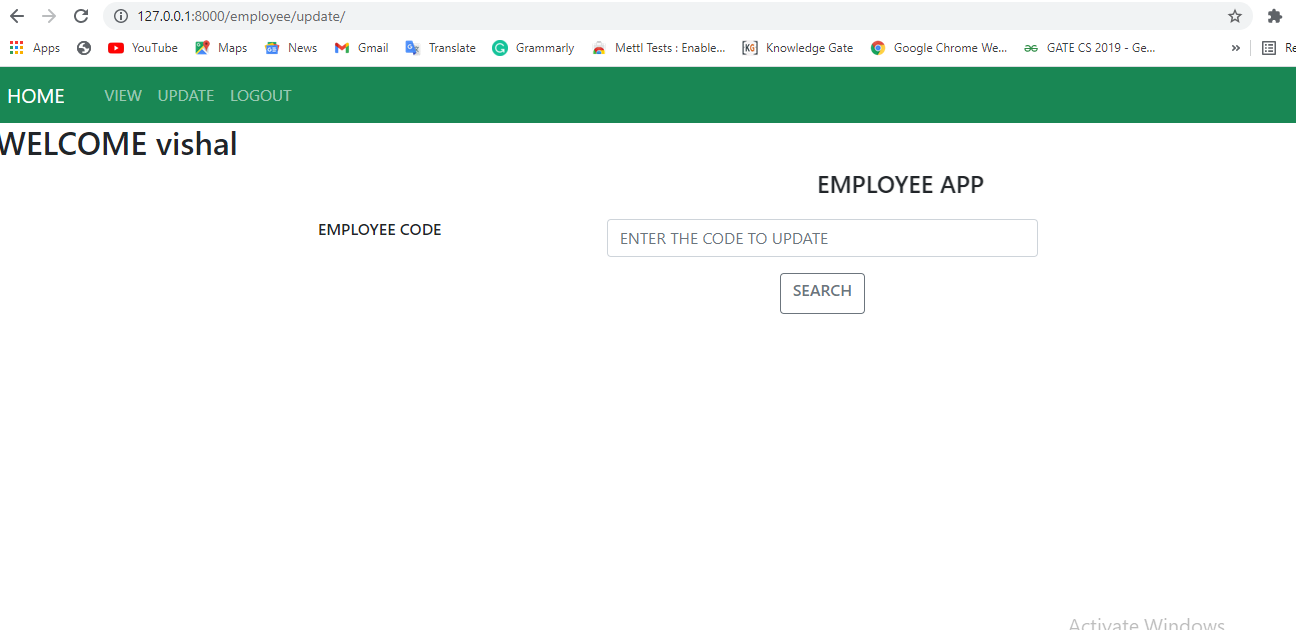 127.0.0.1:8000/employee/update/
Apps YouTube Maps News Gmail Translate Grammarly Mettl Tests : Enable... Knowledge Gate Google Chrome We... GATE CS 2019 - Ge... » Re
HOME VIEW UPDATE LOGOUT
WELCOME vishal
EMPLOYEE APP
EMPLOYEE CODE ENTER THE CODE TO UPDATE
SEARCH
Activate Windows